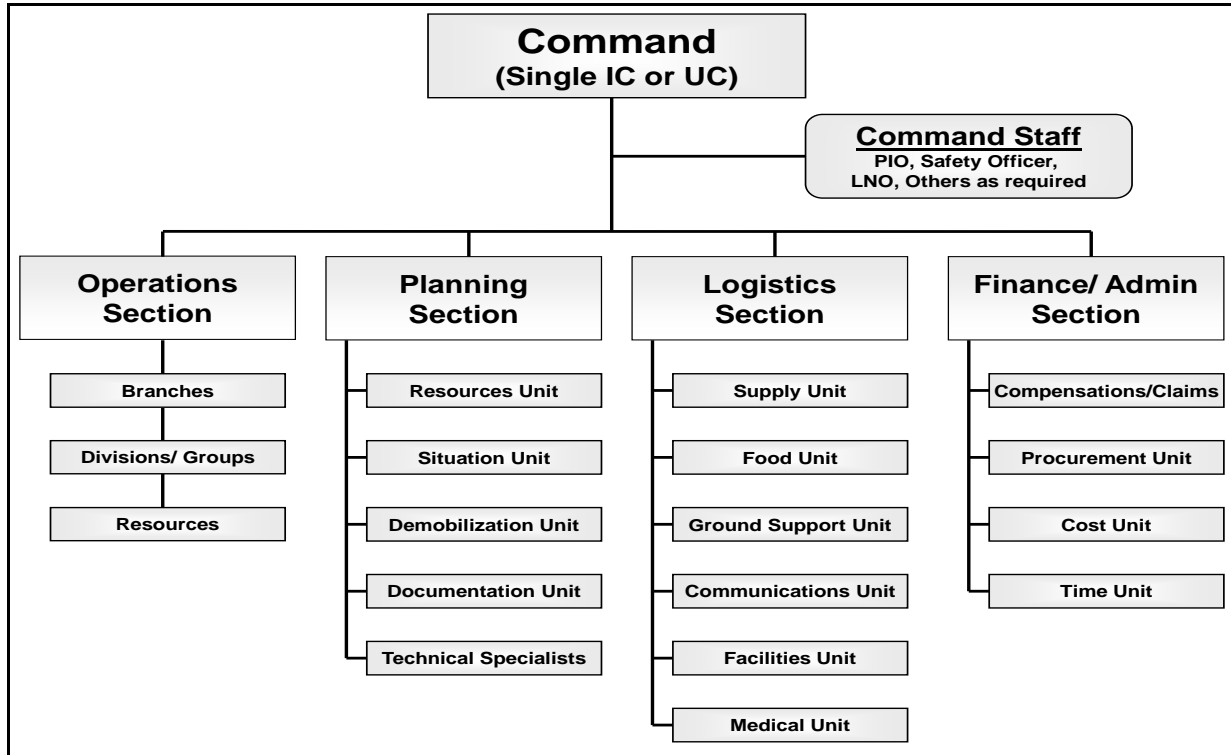 Command
(Single IC or UC)
Command Staff
PIO, Safety Officer,
LNO, Others as required
Operations
Section
Branches
Divisions/ Groups
Resources
Planning
Section
Resources Unit
Situation Unit
Demobilization Unit
Documentation Unit
Technical Specialists
Logistics
Section
Supply Unit
Food Unit
Ground Support Unit
Communications Unit
Facilities Unit
Medical Unit
Finance/ Admin
Section
Compensations/Claims
Procurement Unit
Cost Unit
Time Unit